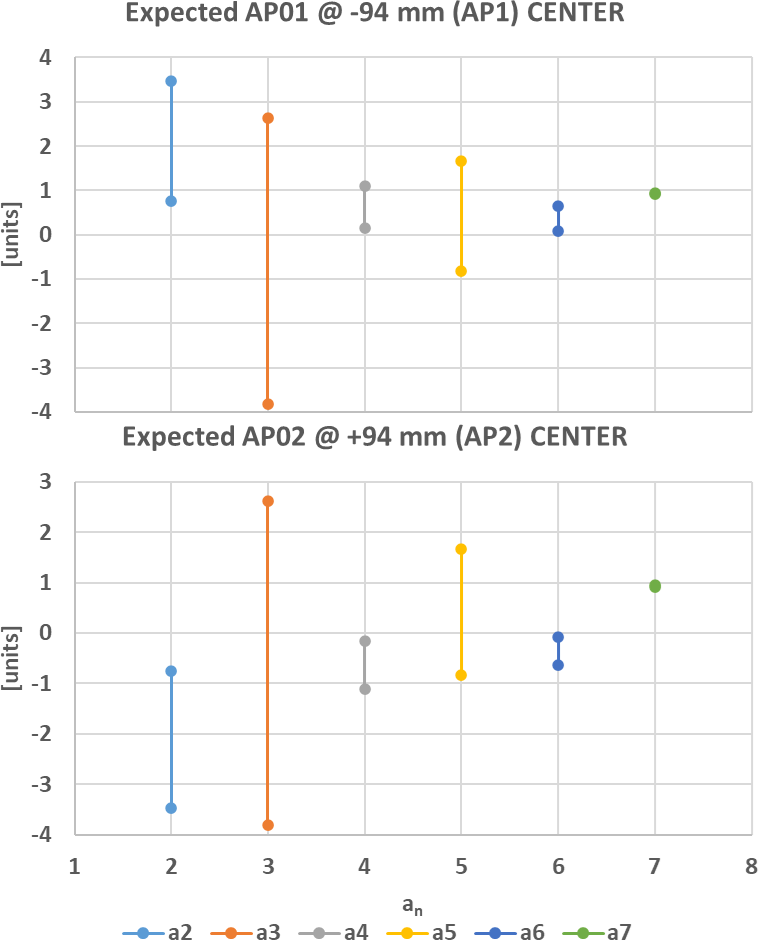 Expected AP01 @ -94 mm (AP1) CENTER
4
3
2
1
0
-1
-2
-3
-4
[units]
Expected AP02 @ +94 mm (AP2) CENTER
3
2
1
0
-1
-2
-3
-4
[units]
1 2 3 4 5 6 7 8
an
a2 a3 a4 a5 a6 a7